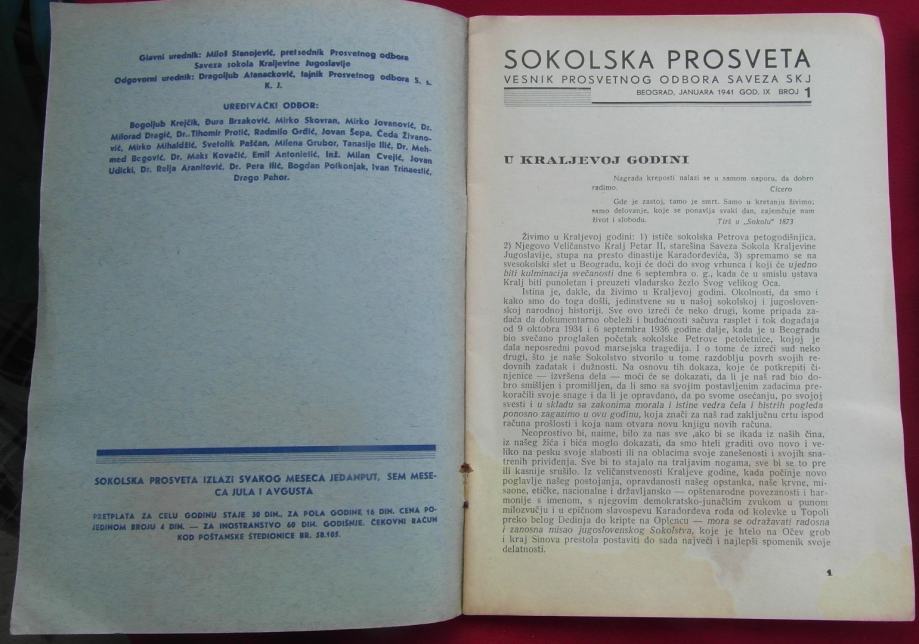 Glavni urednik: Miloš Stanojević, pretsednik Prosvetnog odbora
Saveza sokola Kraljevine Jugoslavije
Odgovorni urednik: Dragoljub Atanacković, tajnik Prosvetnog odbora S. s.
K. J.
UREĐIVAČKI ODBOR:
Bogoljub Krejčik, Đura Brzaković, Mirko Skovran, Mirko Jovanović, Dr.
Milorad Dragić, Dr. Tihomir Protić, Radmilo Grđić, Jovan Šepa, Čeda Živano-
vić, Mirko Mihaldžić, Svetolik Paščan, Milena Grubor, Tanasije Ilić, Dr. Meh-
med Begović, Dr. Maks Kovačić, Emil Antonietić, Inž. Milan Cvejić, Jovan
Udicki, Dr. Relja Aranitović, Dr. Pera Ilić, Bogdan Polkonjak, Ivan Trinaestić,
Drago Pahor.
SOKOLSKA PROSVETA IZLAZI SVAKOG MESECA JEDANPUT, SEM MESE-
CA JULA I AVGUSTA
PRETPLATA ZA CELU GODINU STAJE 30 DIN., ZA POLA GODINE 16 DIN. CENA PO-
JEDINOM BROJU 4 DIN. — ZA INOSTRANSTVO 60 DIN. GODIŠNJE. ČEKOVNI RAČUN
KOD POŠTANSKE ŠTEDIONICE BR. 58.105.
SOKOLSKA PROSVETA
VESNIK PROSVETNOG ODBORA SAVEZA SKJ
BEOGRAD, JANUARA 1941 GOD. IX BROJ 1
U KRALJEVOJ GODINI
Nagrada kreposti nalazi se u samom naporu, da dobro
radimo. Cicero
Gde je zastoj, tamo je smrt. Samo u kretanju živimo;
samo delovanje, koje se ponavlja svaki dan, zajemčuje nam
život i slobodu. Tirš u „Sokolu" 1873
Živimo u Kraljevoj godini: 1) ističe sokolska Petrova petogodišnjica,
2) Njegovo Veličanstvo Kralj Petar II, starešina Saveza Sokola Kraljevine
Jugoslavije, stupa na presto dinastije Karađorđevića, 3) spremamo se na
svesokolski slet u Beogradu, koji će doći do svog vrhunca i koji će ujedno
biti kulminacija svečanosti dne 6 septembra o. g., kada će u smislu ustava
Kralj biti punoletan i preuzeti vladarsko žezlo Svog velikog Oca.
Istina je, dakle, da živimo u Kraljevoj godini. Okolnosti, da smo i
kako smo do toga došli, jedinstvene su u našoj sokolskoj i jugosloven-
skoj narodnoj historiji. Sve ovo izreći će neko drugi, kome pripada za-
daća da dokumentarno obeleži i budućnosti sačuva rasplet i tok događaja
od 9 oktobra 1934 i 6 septembra 1936 godine dalje, kada je u Beogradu
bio svečano proglašen početak sokolske Petrove petoletnice, kojoj je
dala neposredni povod marsejska tragedija. I o tome će izreći sud neko
drugi, što je naše Sokolstvo stvorilo u tome razdoblju povrh svojih re-
dovnih zadatak i dužnosti. Na osnovu tih dokaza, koje će potkrepiti či-
njenice — izvršena dela — moći će se dokazati, da li je naš rad bio do-
bro smišljen i promišljen, da li smo sa svojim postavljenim zadacima pre-
koračili svoje snage i da li je opravdano, da po svome osećanju, po svojoj
svesti i u skladu sa zakonima morala i istine vedra čela i bistrih pogleda
ponosno zagazimo u ovu godinu, koja znači za naš rad zaključnu crtu ispod
računa prošlosti i koja nam otvara novu knjigu novih računa.
Neoprostivo bi, naime, bilo za nas sve ,ako bi se ikada iz naših čina,
iz našeg žića i bića moglo dokazati, da smo hteli graditi ovo novo i ve-
liko na pesku svoje slabosti ili na oblacima svoje zanešenosti i svojih sna-
trenih priviđenja. Sve bi to stajalo na traljavim nogama, sve bi se to pre
ili kasnije srušilo. Iz veličanstvenosti Kraljeve godine, kada počinje novo
poglavlje našeg postojanja, opravdanosti našeg opstanka, naše krvne, mi-
saone, etičke, nacionalne i državljansko — opštenarodne povezanosti i har-
monije s imenom, s njegovim demokratsko-junačkim zvukom u punom
milozvučju i u epičnom slavospevu Karađorđeva roda od kolevke u Topoli
preko belog Dedinja do kripte na Oplencu — mora se odražavati radosna
i zanosna misao jugoslovenskog Sokolstva, koje je htelo na Očev grob
i kraj Sinova prestola postaviti do sada najveći i najlepši spomenik svoje
delatnosti.
1